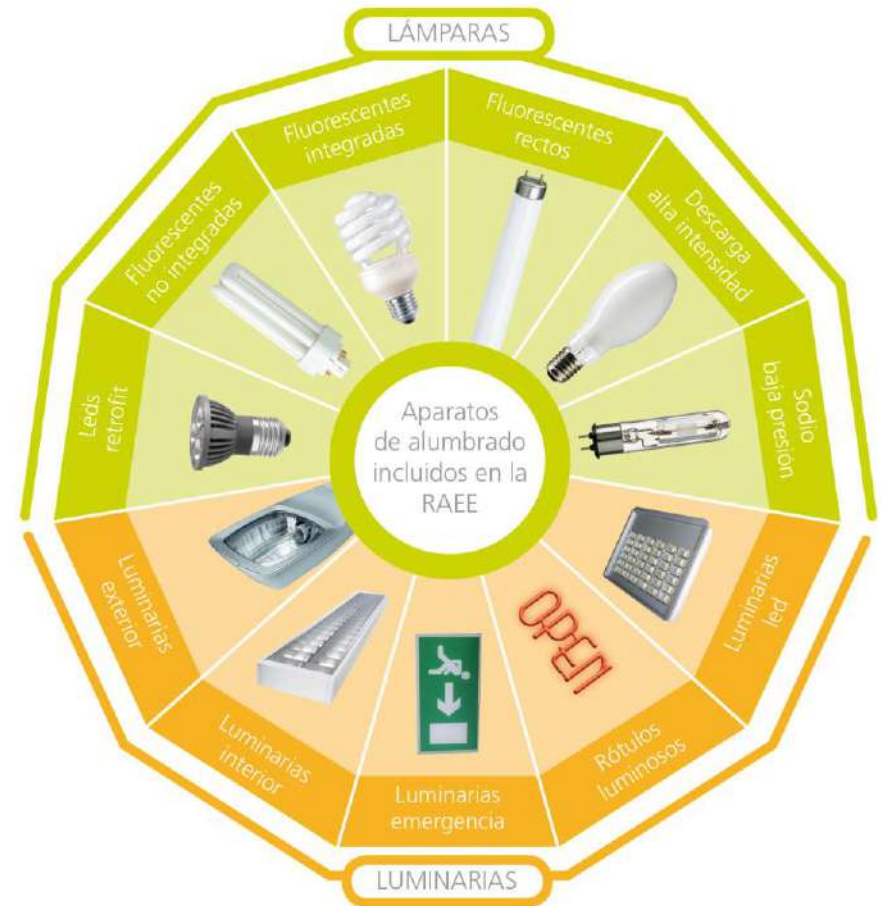 LÁMPARAS
Fluorescentes
integradas
Fluorescentes
rectos
Descarga
alta intensidad
Sodio
baja presión
Fluorescentes
no integradas
Leds
retrofit
Aparatos
de alumbrado
incluidos en la
RAEE
OPEN
Luminarias
exterior
Luminarias
interior
Luminarias
emergencia
Rótulos
luminosos
Luminarias
led
LUMINARIAS